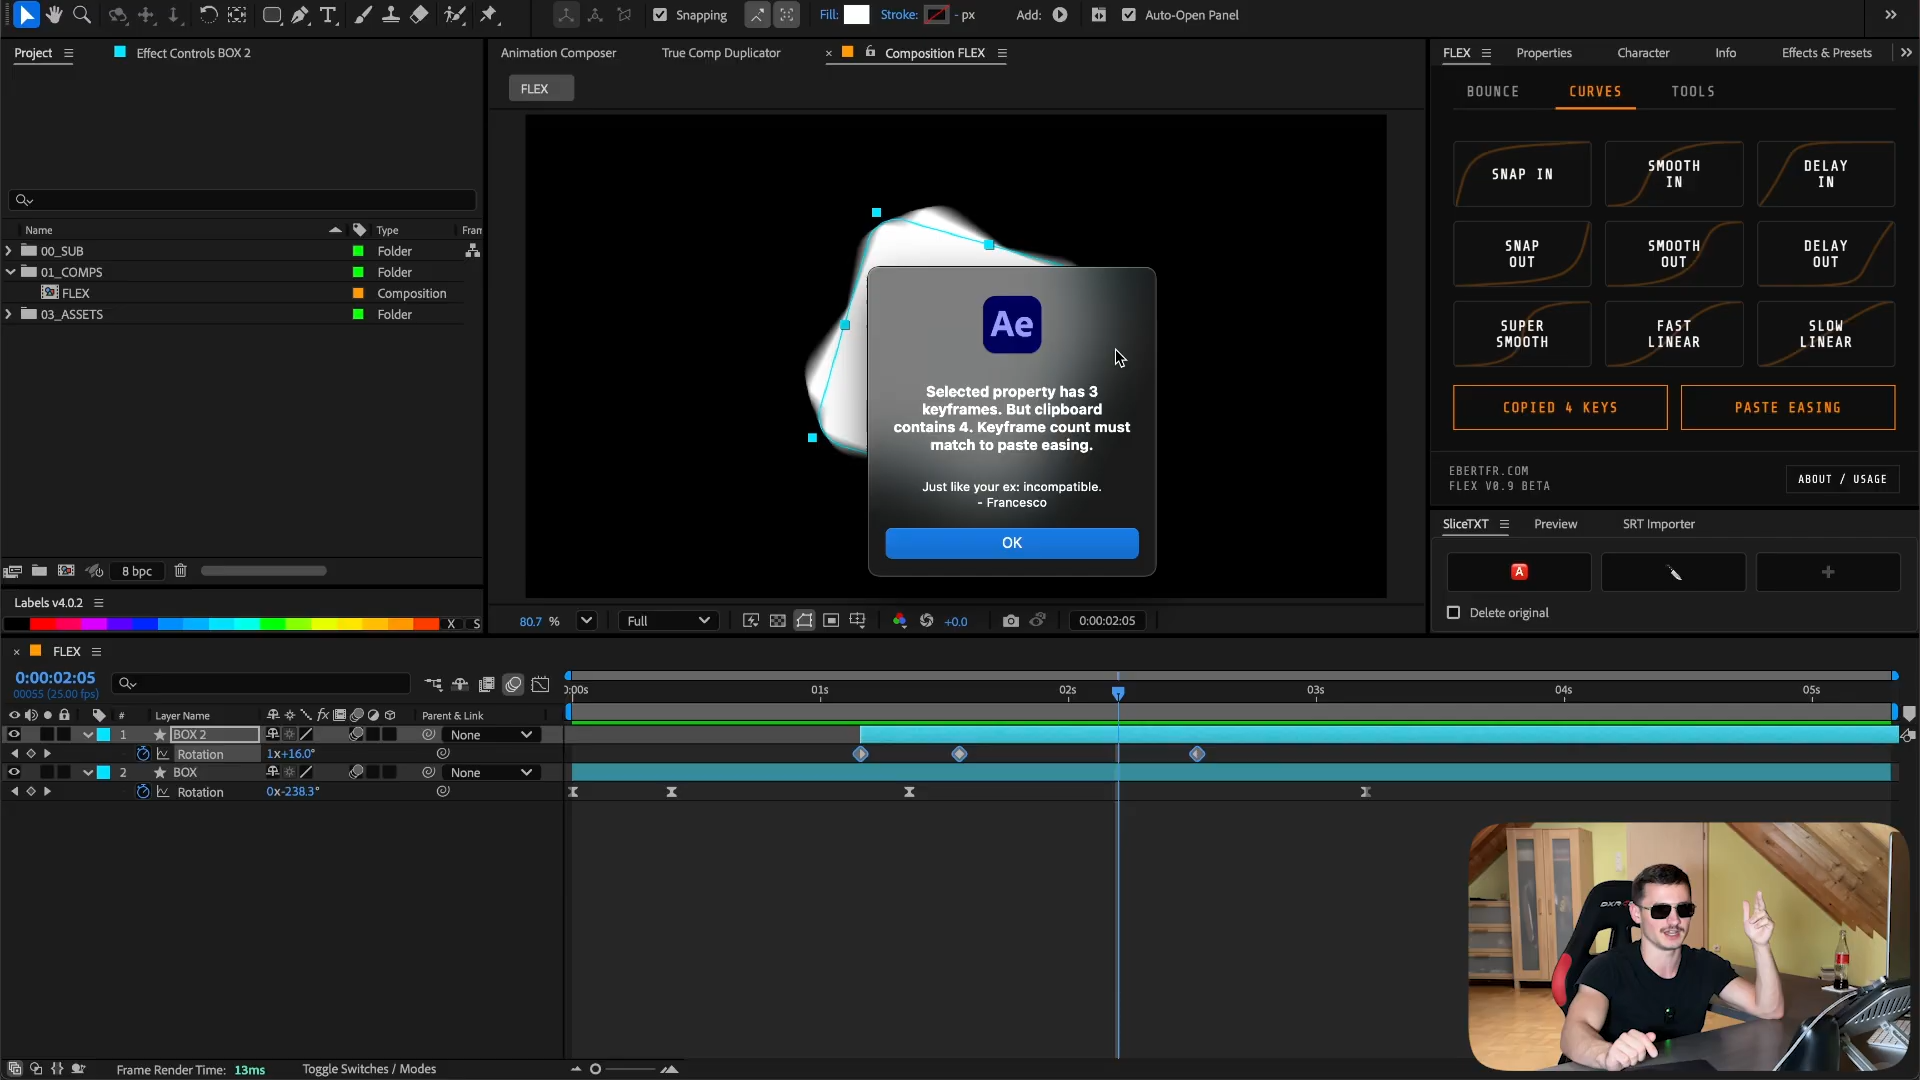 Snapping
Fill:
Stroke:
- px
Add:
Auto-Open Panel
Project
Effect Controls BOX 2
Animation Composer
True Comp Duplicator
Composition FLEX
FLEX
Properties
Character
Info
Effects & Presets
FLEX
BOUNCE
CURVES
TOOLS
SNAP IN
SMOOTH
IN
DELAY
IN
SNAP
OUT
SMOOTH
OUT
DELAY
OUT
SUPER
SMOOTH
FAST
LINEAR
SLOW
LINEAR
COPIED 4 KEYS
PASTE EASING
EBERTFR.COM
FLEX V0.9 BETA
ABOUT / USAGE
SliceTXT
Preview
SRT Importer
A
Delete original
Name
Type
Fram
00_SUB
Folder
01_COMPS
Folder
FLEX
Composition
03_ASSETS
Folder
8 bpc
Labels v4.0.2
X S
Ae
Selected property has 3
keyframes. But clipboard
contains 4. Keyframe count must
match to paste easing.
Just like your ex: incompatible.
- Francesco
OK
80.7 %
Full
+0.0
0:00:02:05
FLEX
0:00:02:05
00055 (25.00 fps)
0:00s
01s
02s
03s
04s
05s
#
Layer Name
fx
Parent & Link
1
BOX 2
None
Rotation
1x+16.0°
2
BOX
None
Rotation
0x-238.3°
Frame Render Time: 13ms
Toggle Switches / Modes